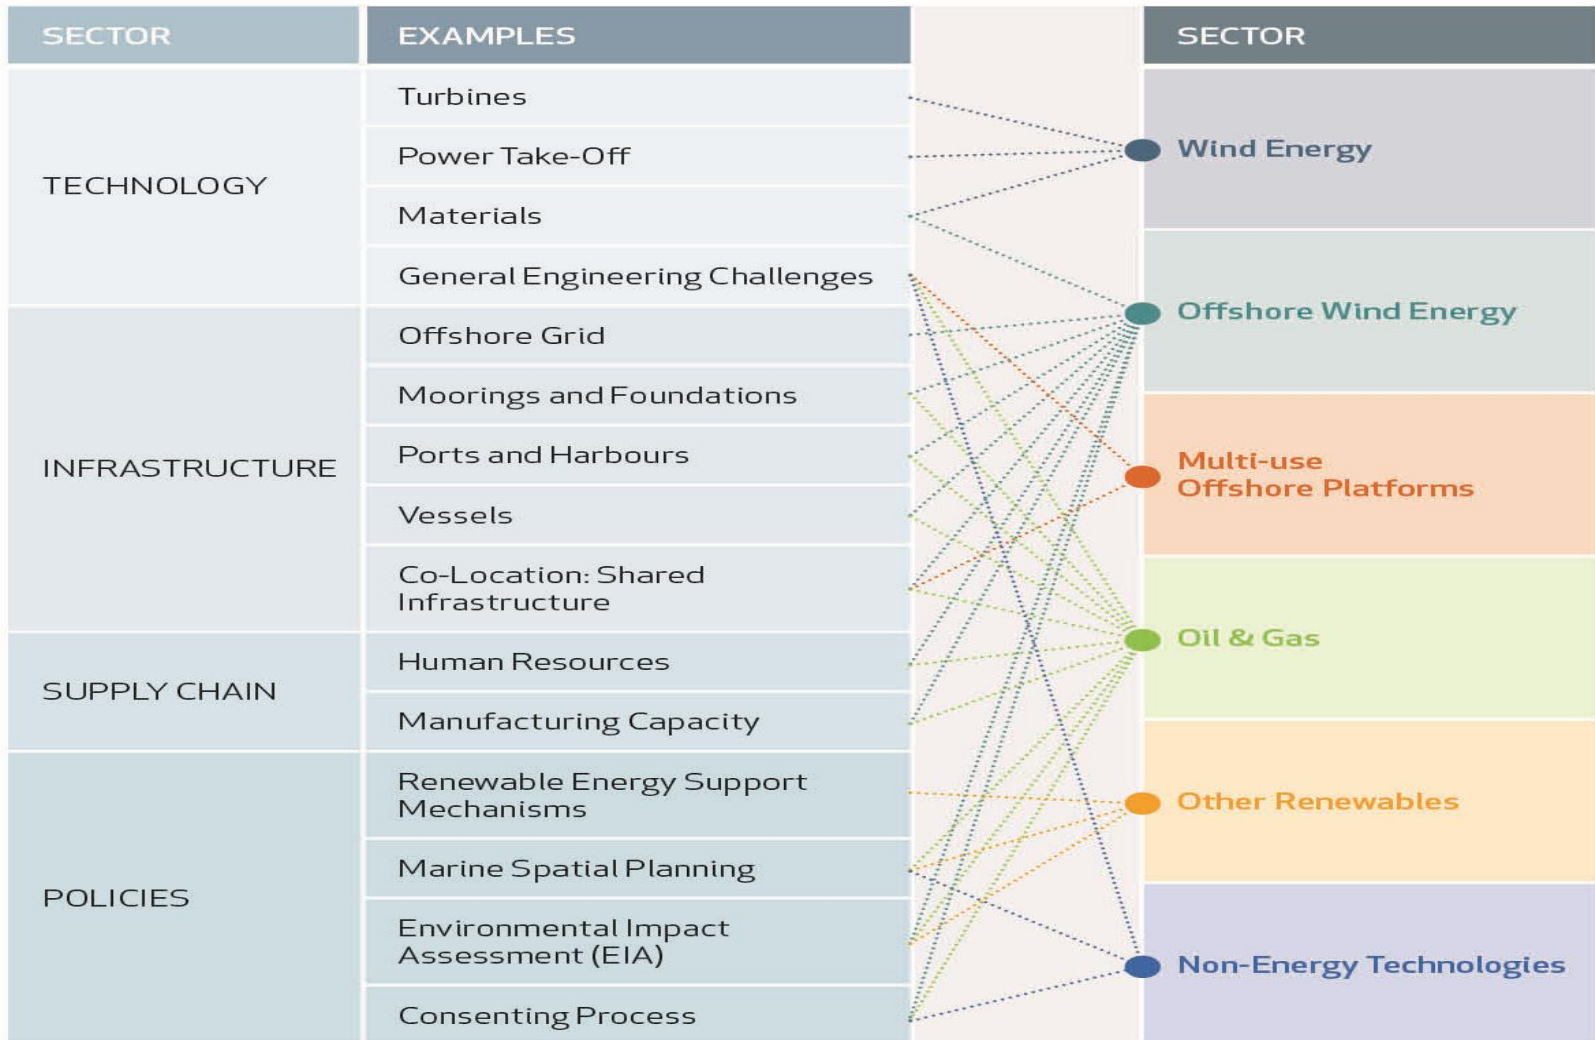 SECTOR
EXAMPLES
SECTOR
TECHNOLOGY
Turbines
Power Take-Off
Materials
General Engineering Challenges
INFRASTRUCTURE
Offshore Grid
Moorings and Foundations
Ports and Harbours
Vessels
Co-Location: Shared
Infrastructure
SUPPLY CHAIN
Human Resources
Manufacturing Capacity
POLICIES
Renewable Energy Support
Mechanisms
Marine Spatial Planning
Environmental Impact
Assessment (EIA)
Consenting Process
Wind Energy
Offshore Wind Energy
Multi-use
Offshore Platforms
Oil & Gas
Other Renewables
Non-Energy Technologies